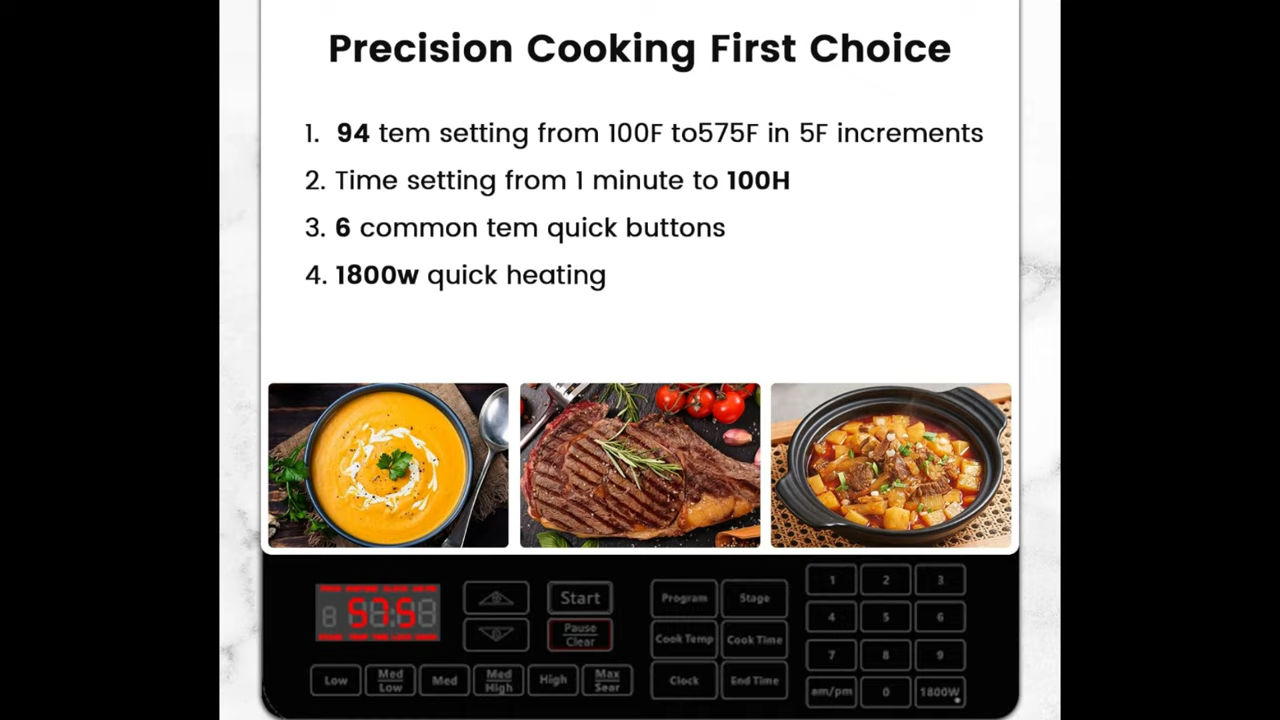 Precision Cooking First Choice
1. 94 tem setting from 100F to575F in 5F increments
2. Time setting from 1 minute to 100H
3. 6 common tem quick buttons
4. 1800w quick heating
575
Start
Pause
Clear
Low
Med
Low
Med
Med
High
High
Max
Sear
Program
Stage
Cook Temp
Cook Time
Clock
End Time
1
2
3
4
5
6
7
8
9
am/pm
0
1800W